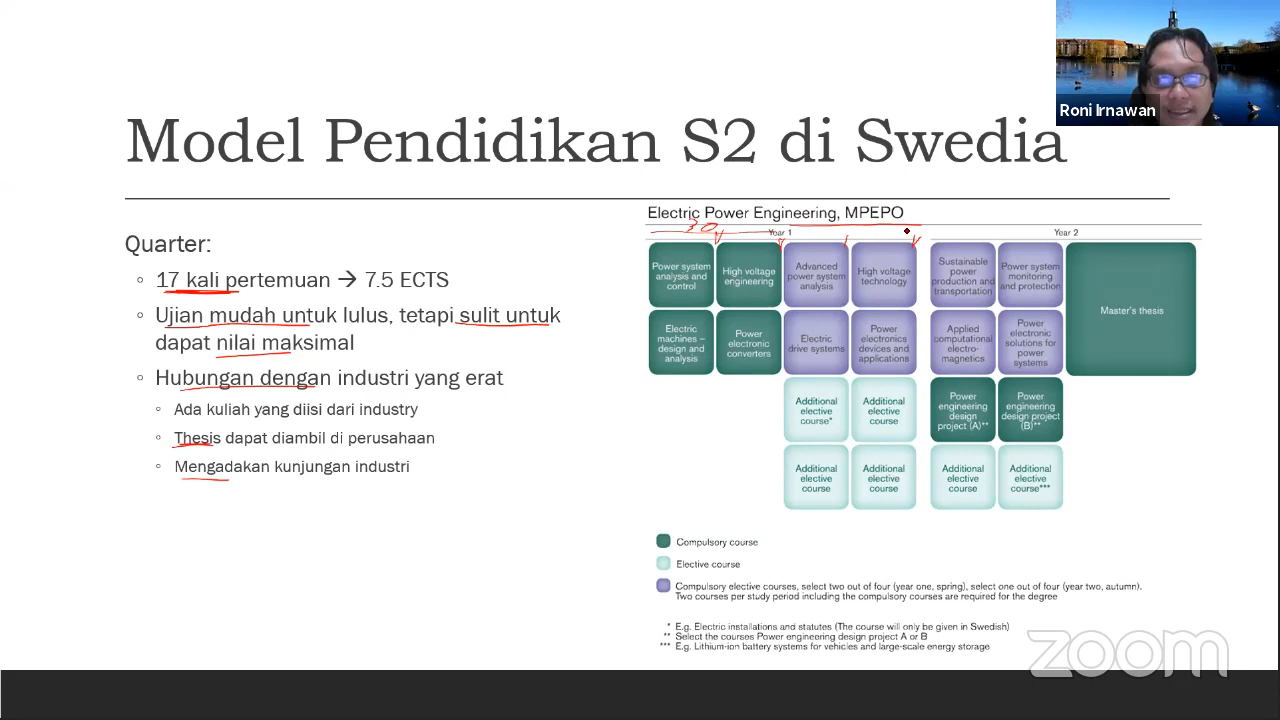 Roni Irnawan
Model Pendidikan S2 di Swedia
Quarter:
17 kali pertemuan → 7.5 ECTS
Ujian mudah untuk lulus, tetapi sulit untuk
dapat nilai maksimal
Hubungan dengan industri yang erat
Ada kuliah yang diisi dari industry
Thesis dapat diambil di perusahaan
Mengadakan kunjungan industri
Electric Power Engineering, MPEPO
30
Year 1
Year 2
Power system
analysis and
control
High voltage
engineering
Advanced
power system
analysis
High voltage
technology
Sustainable
power
production and
transportation
Power system
monitoring
and protection
Master's thesis
Electric
machines –
design and
analysis
Power
electronic
converters
Electric
drive systems
Power
electronics
devices and
applications
Applied
computational
electro-
magnetics
Power
electronic
solutions for
power
systems
Additional
elective
course*
Additional
elective
course
Power
engineering
design
project (A)**
Power
engineering
design project
(B)**
Additional
elective
course
Additional
elective
course
Additional
elective
course
Additional
elective
course***
Compulsory course
Elective course
Compulsory elective courses, select two out of four (year one, spring), select one out of four (year two, autumn).
Two courses per study period including the compulsory courses are required for the degree
* E.g. Electric installations and statutes (The course will only be given in Swedish)
** Select the courses Power engineering design project A or B
*** E.g. Lithium-ion battery systems for vehicles and large-scale energy storage
zoom